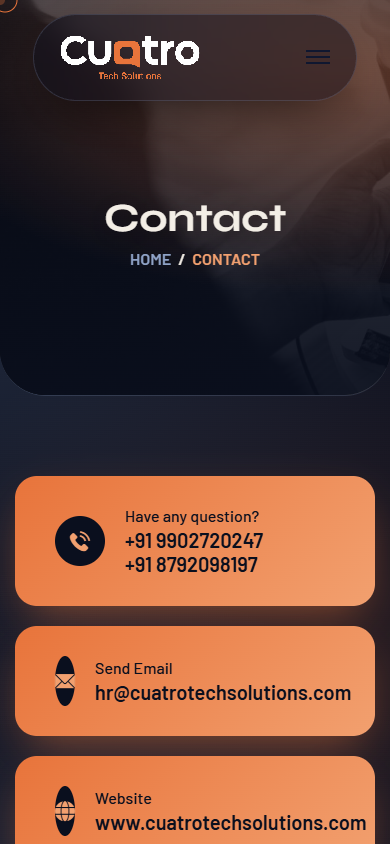 Cuatro
Tech Solutions
Contact
HOME / CONTACT
Have any question?
+91 9902720247
+91 8792098197
Send Email
hr@cuatrotechsolutions.com
Website
www.cuatrotechsolutions.com